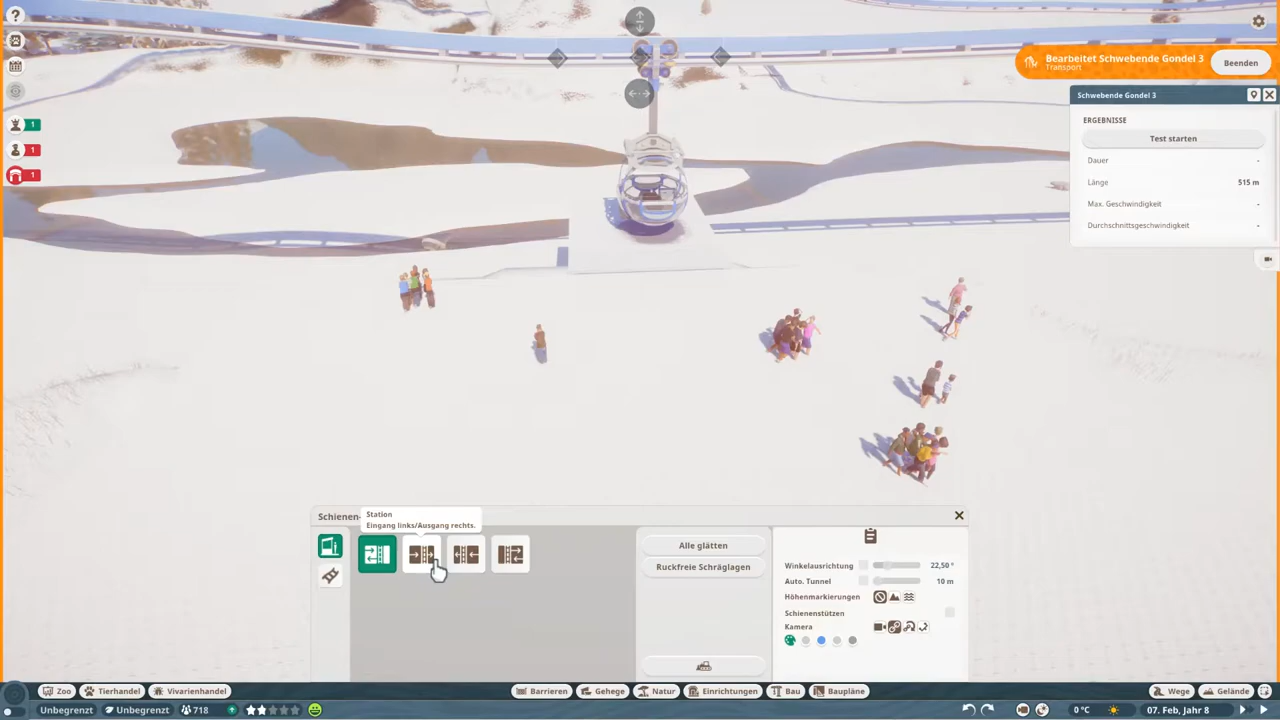 Bearbitet Schwebende Gondel 3
Transport
Beenden
Schwebende Gondel 3
1
1
1
ERGEBNISSE
Test starten
Dauer -
Länge 515 m
Max. Geschwindigkeit -
Durchschnittsgeschwidigkeit -
Schienen-
Station
Eingang links/Ausgang rechts.
Alle glätten
Ruckfreie Schräglagen
Winkelausrichtung 22,50 °
Auto. Tunnel 10 m
Höhenmarkierungen
Schienenstützen
Kamera
Zoo Tierhandel Vivarienhandel Barrieren Gehege Natur Einrichtungen Bau Baupläne Wege Gelände
Unbegrenzt Unbegrenzt 718 0 °C 07. Feb, Jahr 8